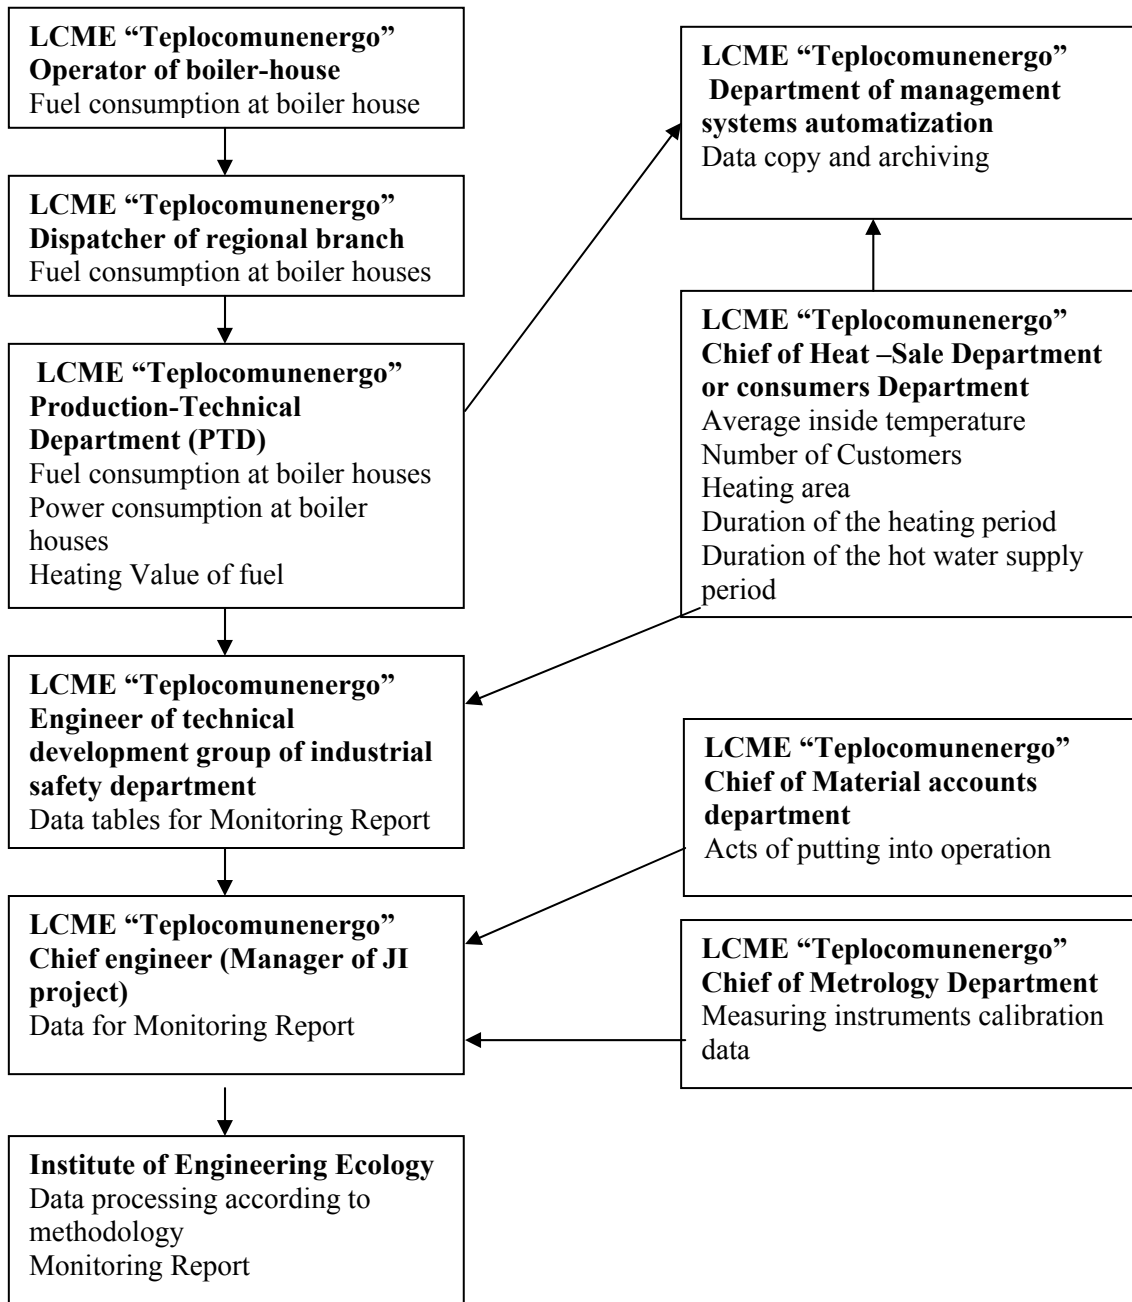 LCME “Teplocomunenergo”
Operator of boiler-house
Fuel consumption at boiler house
LCME “Teplocomunenergo”
Dispatcher of regional branch
Fuel consumption at boiler houses
LCME “Teplocomunenergo”
Production-Technical
Department (PTD)
Fuel consumption at boiler houses
Power consumption at boiler
houses
Heating Value of fuel
LCME “Teplocomunenergo”
Engineer of technical
development group of industrial
safety department
Data tables for Monitoring Report
LCME “Teplocomunenergo”
Chief engineer (Manager of JI
project)
Data for Monitoring Report
Institute of Engineering Ecology
Data processing according to
methodology
Monitoring Report
LCME “Teplocomunenergo”
Department of management
systems automatization
Data copy and archiving
LCME “Teplocomunenergo”
Chief of Heat –Sale Department
or consumers Department
Average inside temperature
Number of Customers
Heating area
Duration of the heating period
Duration of the hot water supply
period
LCME “Teplocomunenergo”
Chief of Material accounts
department
Acts of putting into operation
LCME “Teplocomunenergo”
Chief of Metrology Department
Measuring instruments calibration
data